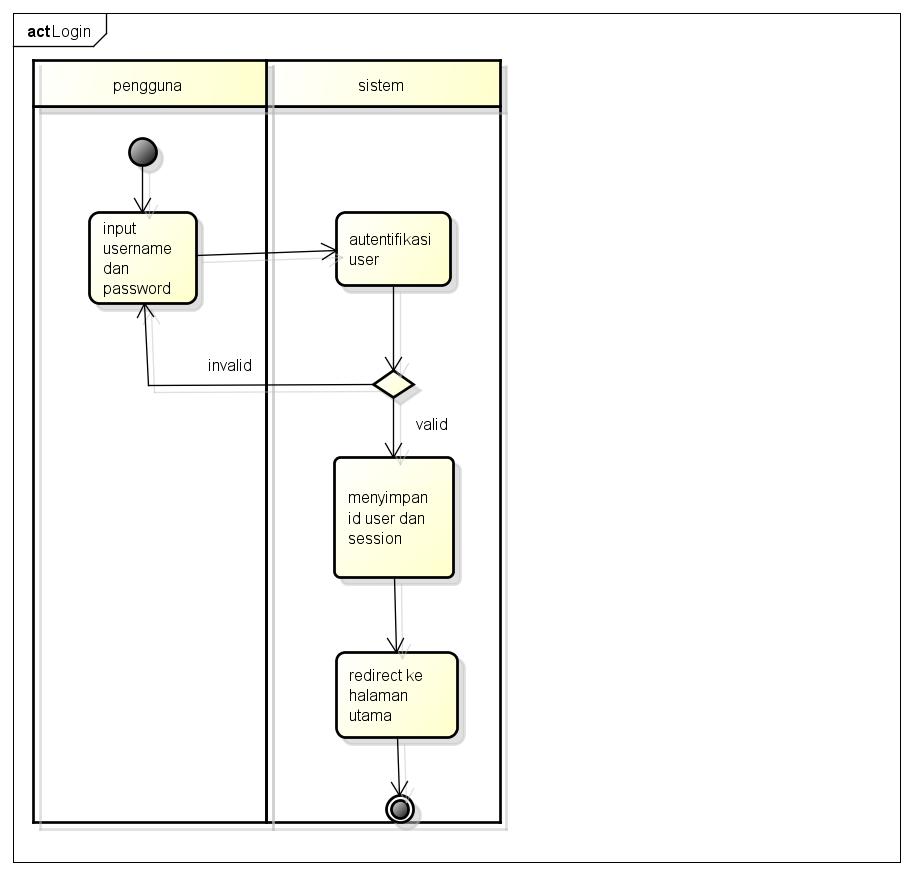 act Login
pengguna
sistem
input
username
dan
password
autentifikasi
user
invalid
valid
menyimpan
id user dan
session
redirect ke
halaman
utama